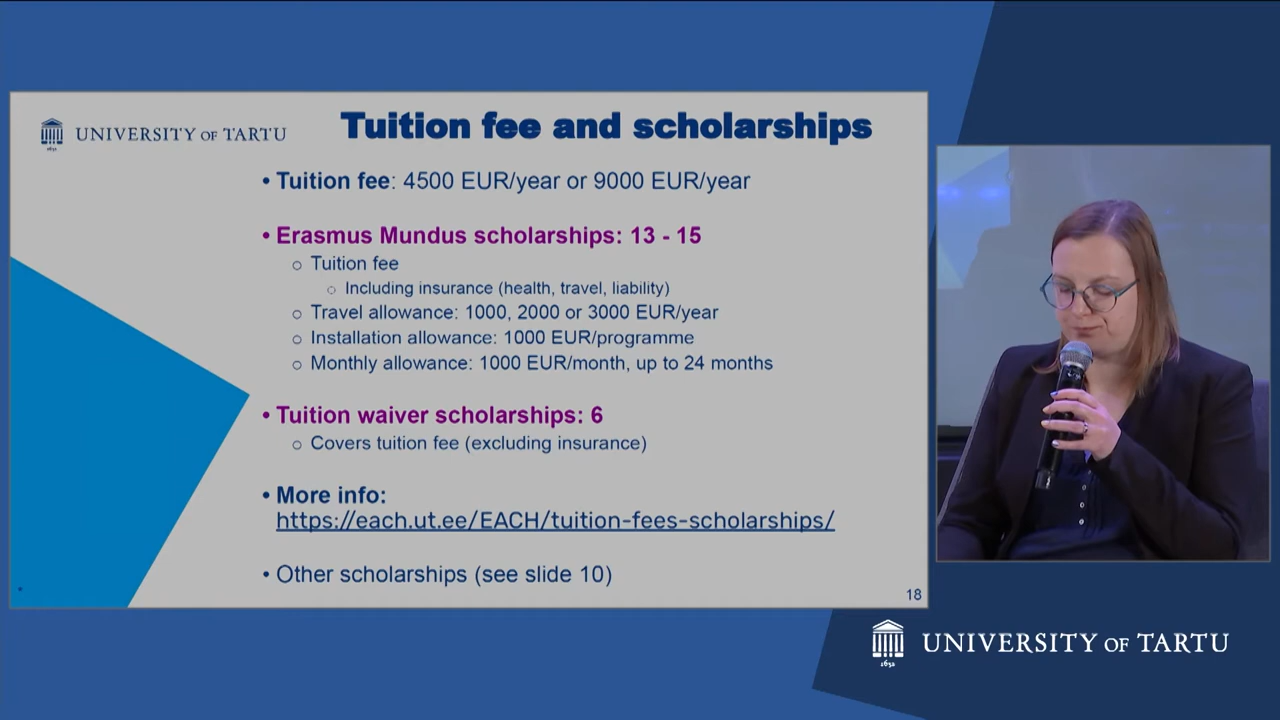 UNIVERSITY OF TARTU
1632
Tuition fee and scholarships
• Tuition fee: 4500 EUR/year or 9000 EUR/year
• Erasmus Mundus scholarships: 13 - 15
○ Tuition fee
○ Including insurance (health, travel, liability)
○ Travel allowance: 1000, 2000 or 3000 EUR/year
○ Installation allowance: 1000 EUR/programme
○ Monthly allowance: 1000 EUR/month, up to 24 months
• Tuition waiver scholarships: 6
○ Covers tuition fee (excluding insurance)
• More info:
https://each.ut.ee/EACH/tuition-fees-scholarships/
• Other scholarships (see slide 10)
18
UNIVERSITY OF TARTU
1632